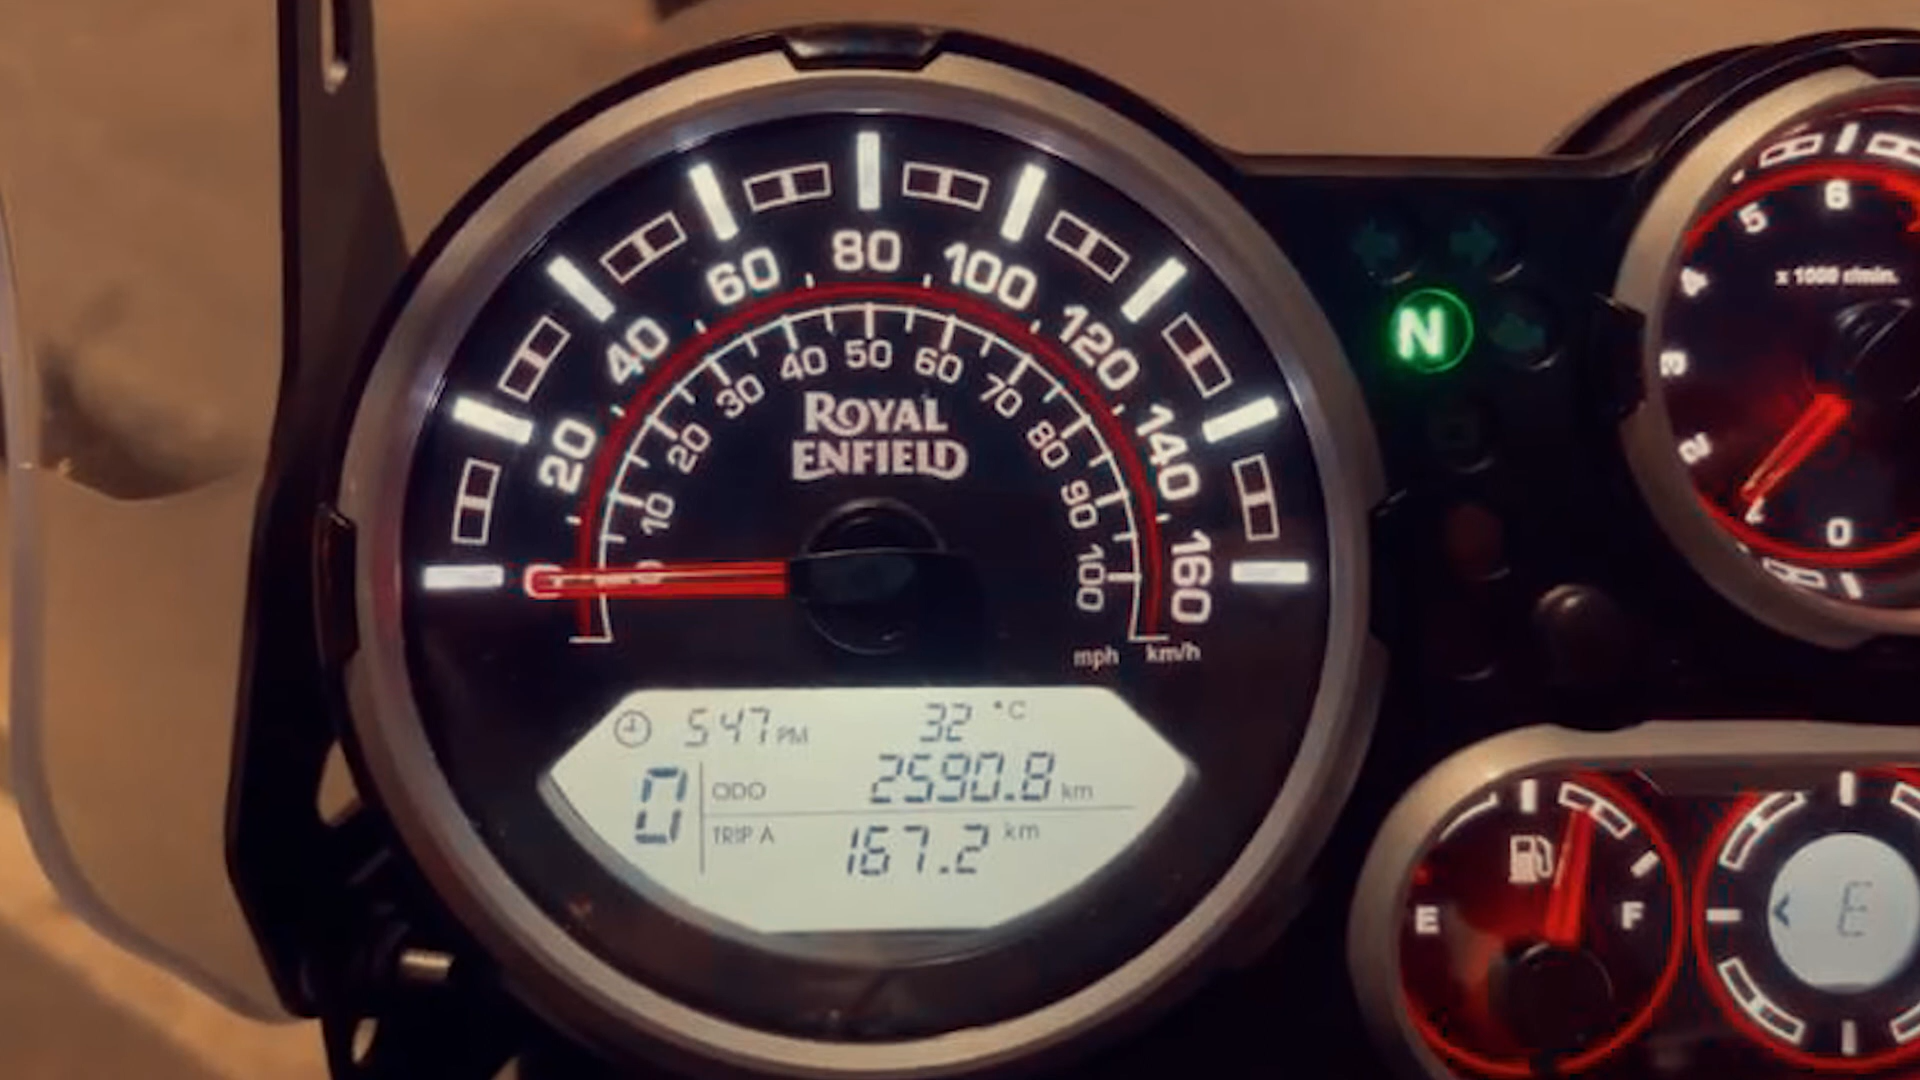 0 20 40 60 80 100 120 140 160
10 20 30 40 50 60 70 80 90 100
ROYAL
ENFIELD
mph km/h
5 47 PM 32 °C
0 ODO 2590.8 km
TRIP A 167.2 km
N
0 1 2 3 4 5 6
x 1000 r/min.
E F
E